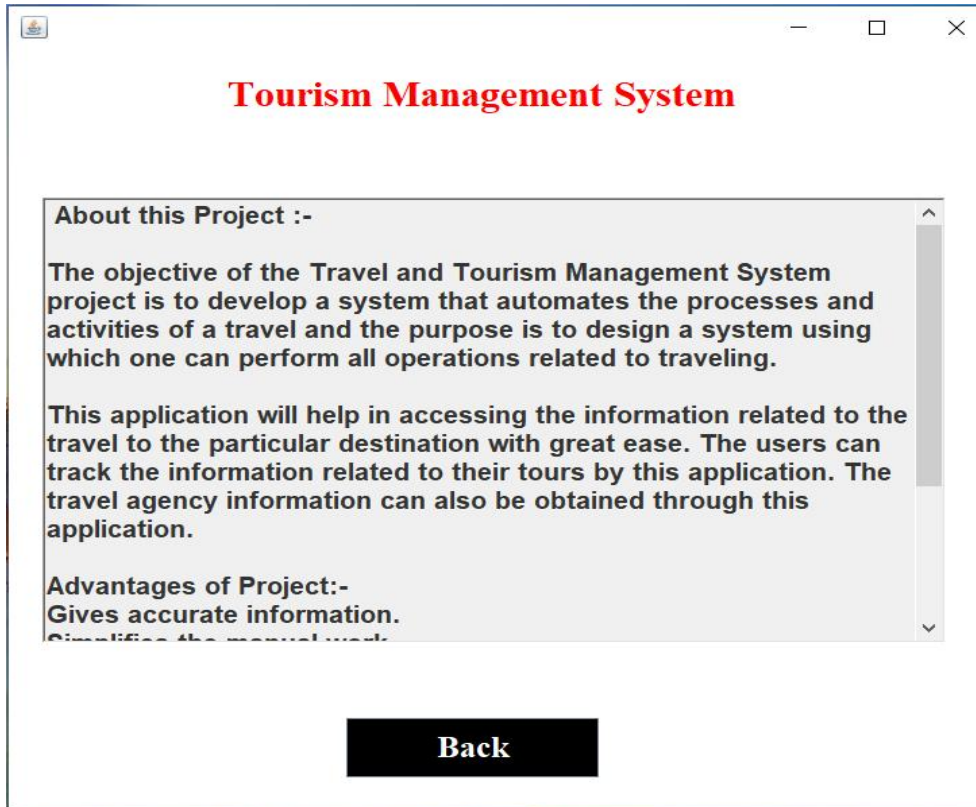 Tourism Management System
About this Project :-
The objective of the Travel and Tourism Management System
project is to develop a system that automates the processes and
activities of a travel and the purpose is to design a system using
which one can perform all operations related to traveling.
This application will help in accessing the information related to the
travel to the particular destination with great ease. The users can
track the information related to their tours by this application. The
travel agency information can also be obtained through this
application.
Advantages of Project:-
Gives accurate information.
Simplifies the manual work
Back